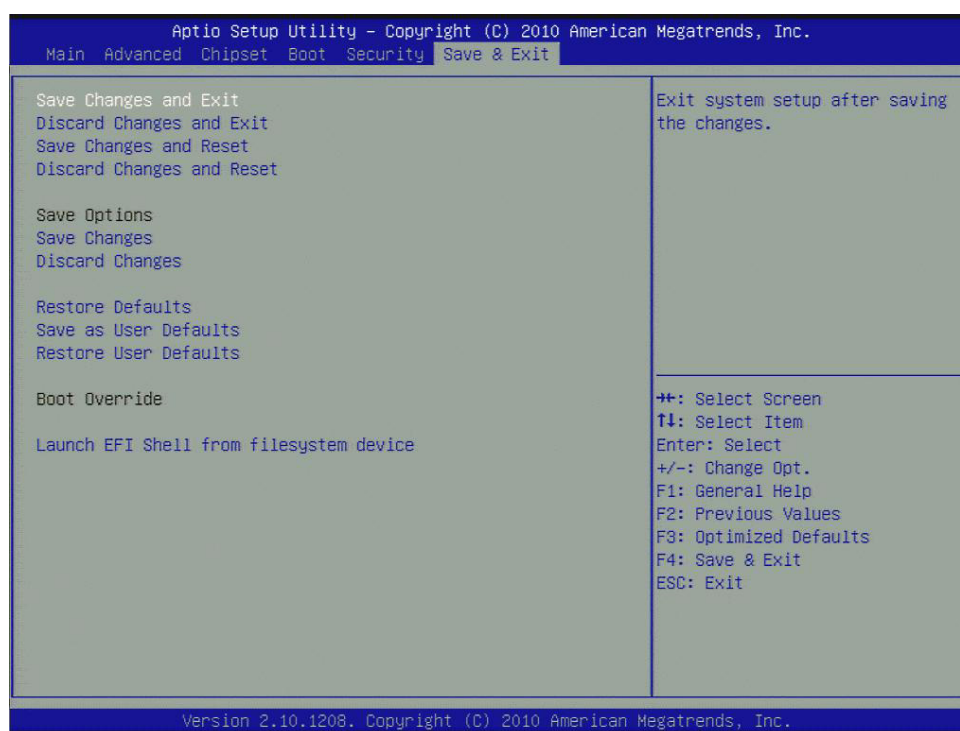 Aptio Setup Utility – Copyright (C) 2010 American Megatrends, Inc.
Main Advanced Chipset Boot Security Save & Exit
Save Changes and Exit
Discard Changes and Exit
Save Changes and Reset
Discard Changes and Reset
Save Options
Save Changes
Discard Changes
Restore Defaults
Save as User Defaults
Restore User Defaults
Boot Override
Launch EFI Shell from filesystem device
Exit system setup after saving
the changes.
→←: Select Screen
↑↓: Select Item
Enter: Select
+/-: Change Opt.
F1: General Help
F2: Previous Values
F3: Optimized Defaults
F4: Save & Exit
ESC: Exit
Version 2.10.1208. Copyright (C) 2010 American Megatrends, Inc.